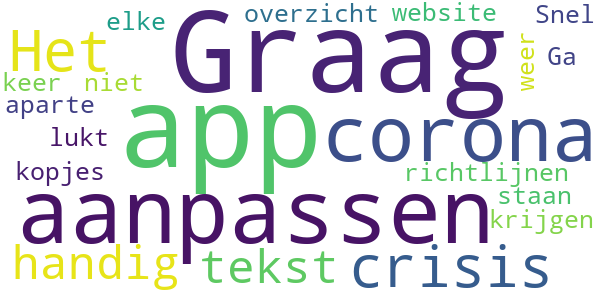 elke overzicht website Snel
Het Graag weer Ga
keer niet
aparte app corona
lukt
kopjes richtlijnen
aanpassen staan
krijgen
handig tekst crisis